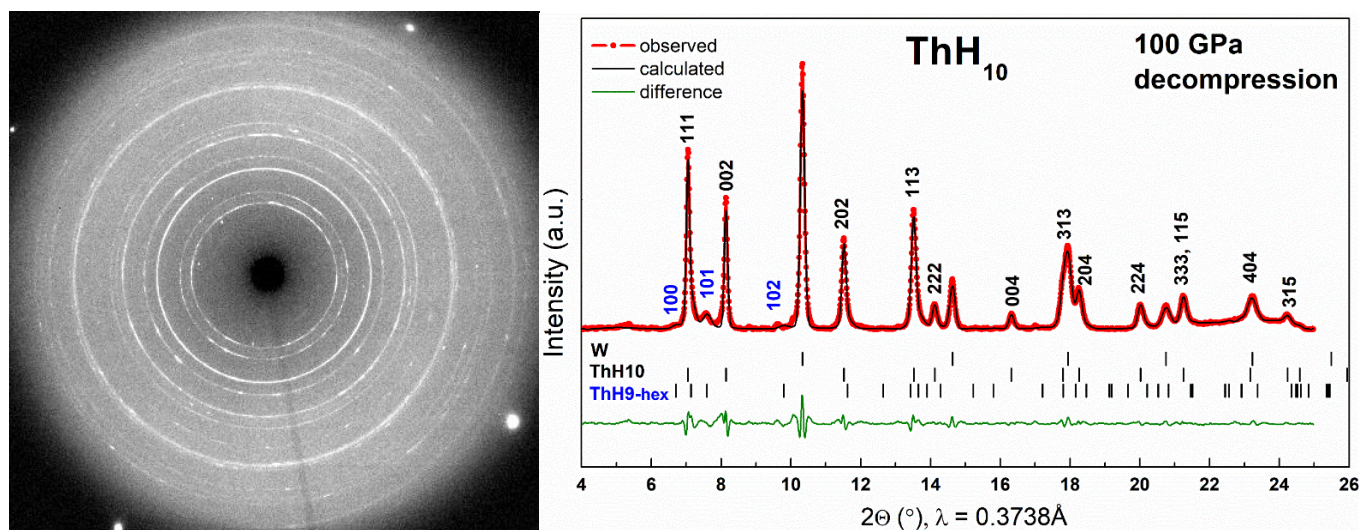 observed
calculated
difference
ThH10
100 GPa
decompression
Intensity (a.u.)
100
111
101
002
102
202
113
222
004
313
204
224
333, 115
404
315
W
ThH10
ThH9-hex
4 6 8 10 12 14 16 18 20 22 24 26
2Θ (°), λ = 0.3738Å